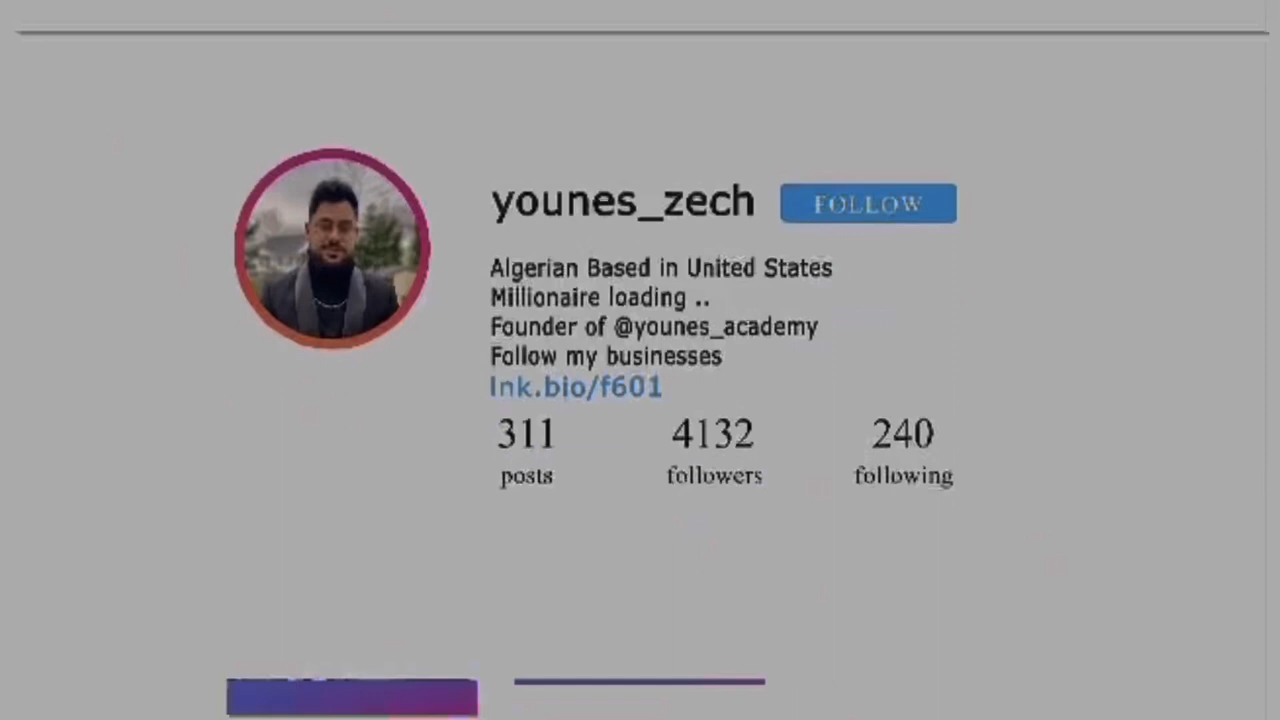 younes_zech
FOLLOW
Algerian Based in United States
Millionaire loading ..
Founder of @younes_academy
Follow my businesses
lnk.bio/f601
311 4132 240
posts followers following